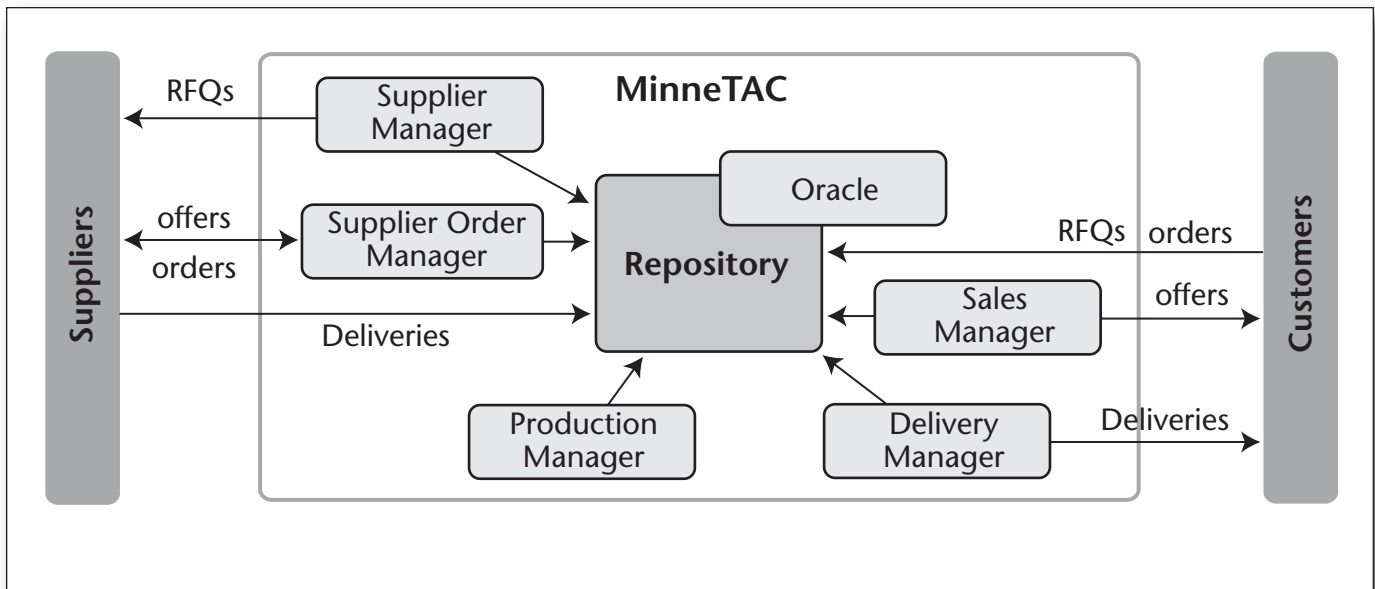 MinneTAC
Suppliers
RFQs
Supplier
Manager
offers
orders
Supplier Order
Manager
Deliveries
Oracle
Repository
Production
Manager
RFQs orders
Sales
Manager
offers
Delivery
Manager
Deliveries
Customers